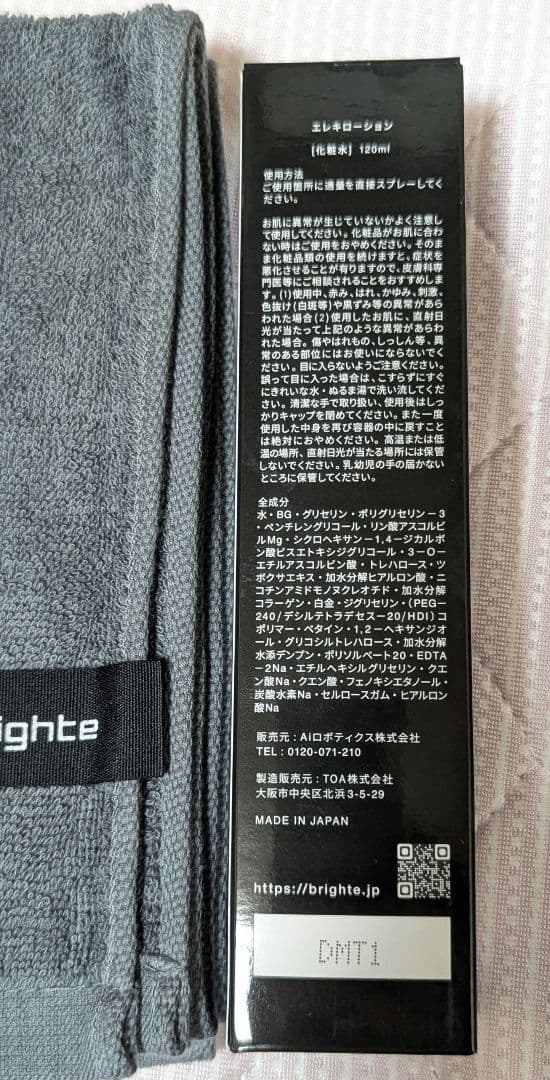 エレキローション
[化粧水] 120ml
使用方法
ご使用箇所に適量を直接スプレーしてく
ださい。
お肌に異常が生じていないかよく注意し
て使用してください。化粧品がお肌に合わ
ない時はご使用をおやめください。そのま
ま化粧品類の使用を続けますと、症状を
悪化させることが有りますので、皮膚科専
門医等にご相談されることをおすすめしま
す。(1)使用中、赤み、はれ、かゆみ、刺激、
色抜け(白斑等)や黒ずみ等の異常があら
われた場合(2)使用したお肌に、直射日
光が当たって上記のような異常があらわ
れた場合。傷やはれもの、しっしん等、異
常のある部位にはお使いにならないでく
ださい。目に入らないようご注意ください。
誤って目に入った場合は、こすらずにすぐ
にきれいな水・ぬるま湯で洗い流してくだ
さい。清潔な手で取り扱い、使用後はしっ
かりキャップを閉めてください。また一度
使用した中身を再び容器の中に戻すこと
は絶対におやめください。高温または低
温の場所、直射日光が当たる場所には保管
しないでください。乳幼児の手の届かない
ところに保管してください。
全成分
水・BG・グリセリン・ポリグリセリン-3
・ペンチレングリコール・リン酸アスコルビ
ルMg・シクロヘキサン-1,4-ジカルボ
ン酸ビスエトキシジグリコール・3-O-
エチルアスコルビン酸・トレハロース・ツ
ボクサエキス・加水分解ヒアルロン酸・ニ
コチンアミドモノヌクレオチド・加水分解
コラーゲン・白金・ジグリセリン・(PEG-
240/デシルテトラデセス-20/HDI)コ
ポリマー・ベタイン・1,2-ヘキサンジオ
ール・グリコシルトレハロース・加水分解
水添デンプン・ポリソルベート20・EDTA
-2Na・エチルヘキシルグリセリン・クエ
ン酸Na・クエン酸・フェノキシエタノール・
炭酸水素Na・セルロースガム・ヒアルロン
酸Na
販売元:Aiロボティクス株式会社
TEL:0120-071-210
製造販売元:TOA株式会社
大阪市中央区北浜3-5-29
MADE IN JAPAN
https://brighte.jp
DMT1
ighte